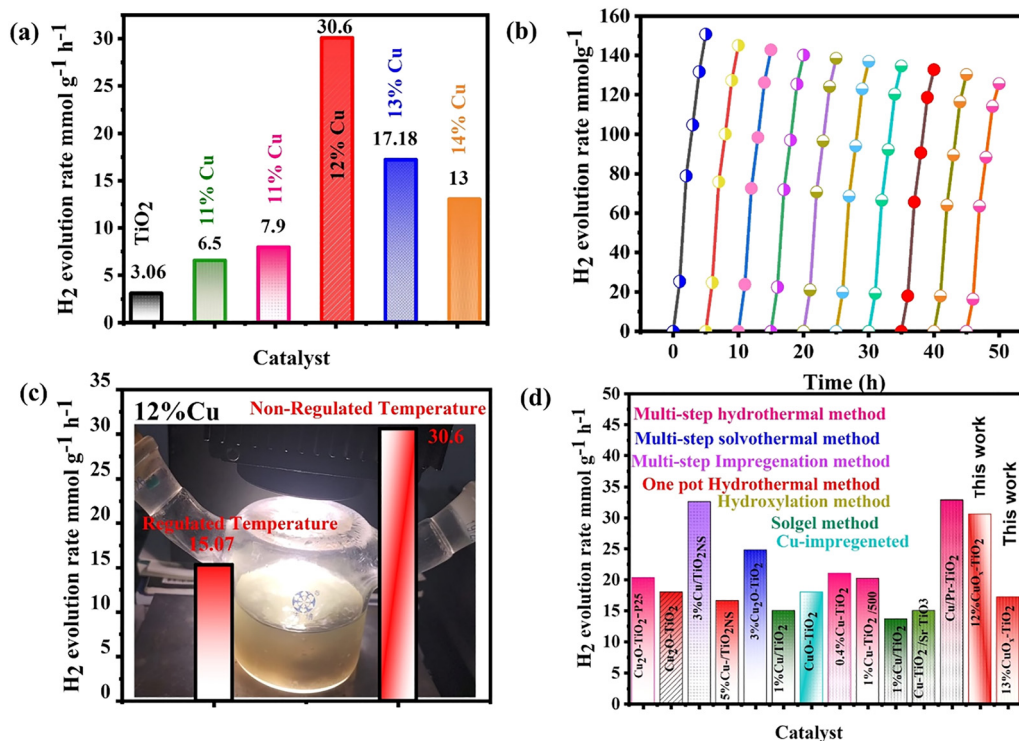 (a)
H2 evolution rate mmol g-1 h-1
30
25
20
15
10
5
0
TiO2
3.06
11% Cu
6.5
11% Cu
7.9
30.6
12% Cu
13% Cu
17.18
14% Cu
13
Catalyst
(b)
H2 evolution rate mmolg-1
160
140
120
100
80
60
40
20
0
0 10 20 30 40 50
Time (h)
(c)
H2 evolution rate mmol g-1 h-1
35
30
25
20
15
10
5
0
12%Cu
Non-Regulated Temperature
30.6
Regulated Temperature
15.07
(d)
H2 evolution rate mmol g-1 h-1
50
45
40
35
30
25
20
15
10
5
0
Multi-step hydrothermal method
Multi-step solvothermal method
Multi-step Impregenation method
One pot Hydrothermal method
Hydroxylation method
Solgel method
Cu-impregeneted
This work
This work
Cu2O-TiO2-P25
Cu2O-TiO2
3%Cu/TiO2NS
5%Cu-/TiO2NS
3%Cu2O-TiO2
1%Cu/TiO2
CuO-TiO2
0.4%Cu-TiO2
1%Cu-TiO2 /500
1%Cu/TiO2
Cu-TiO2 /Sr TiO3
Cu/Pr-TiO2
12%CuOx-TiO2
13%CuOx-TiO2
Catalyst